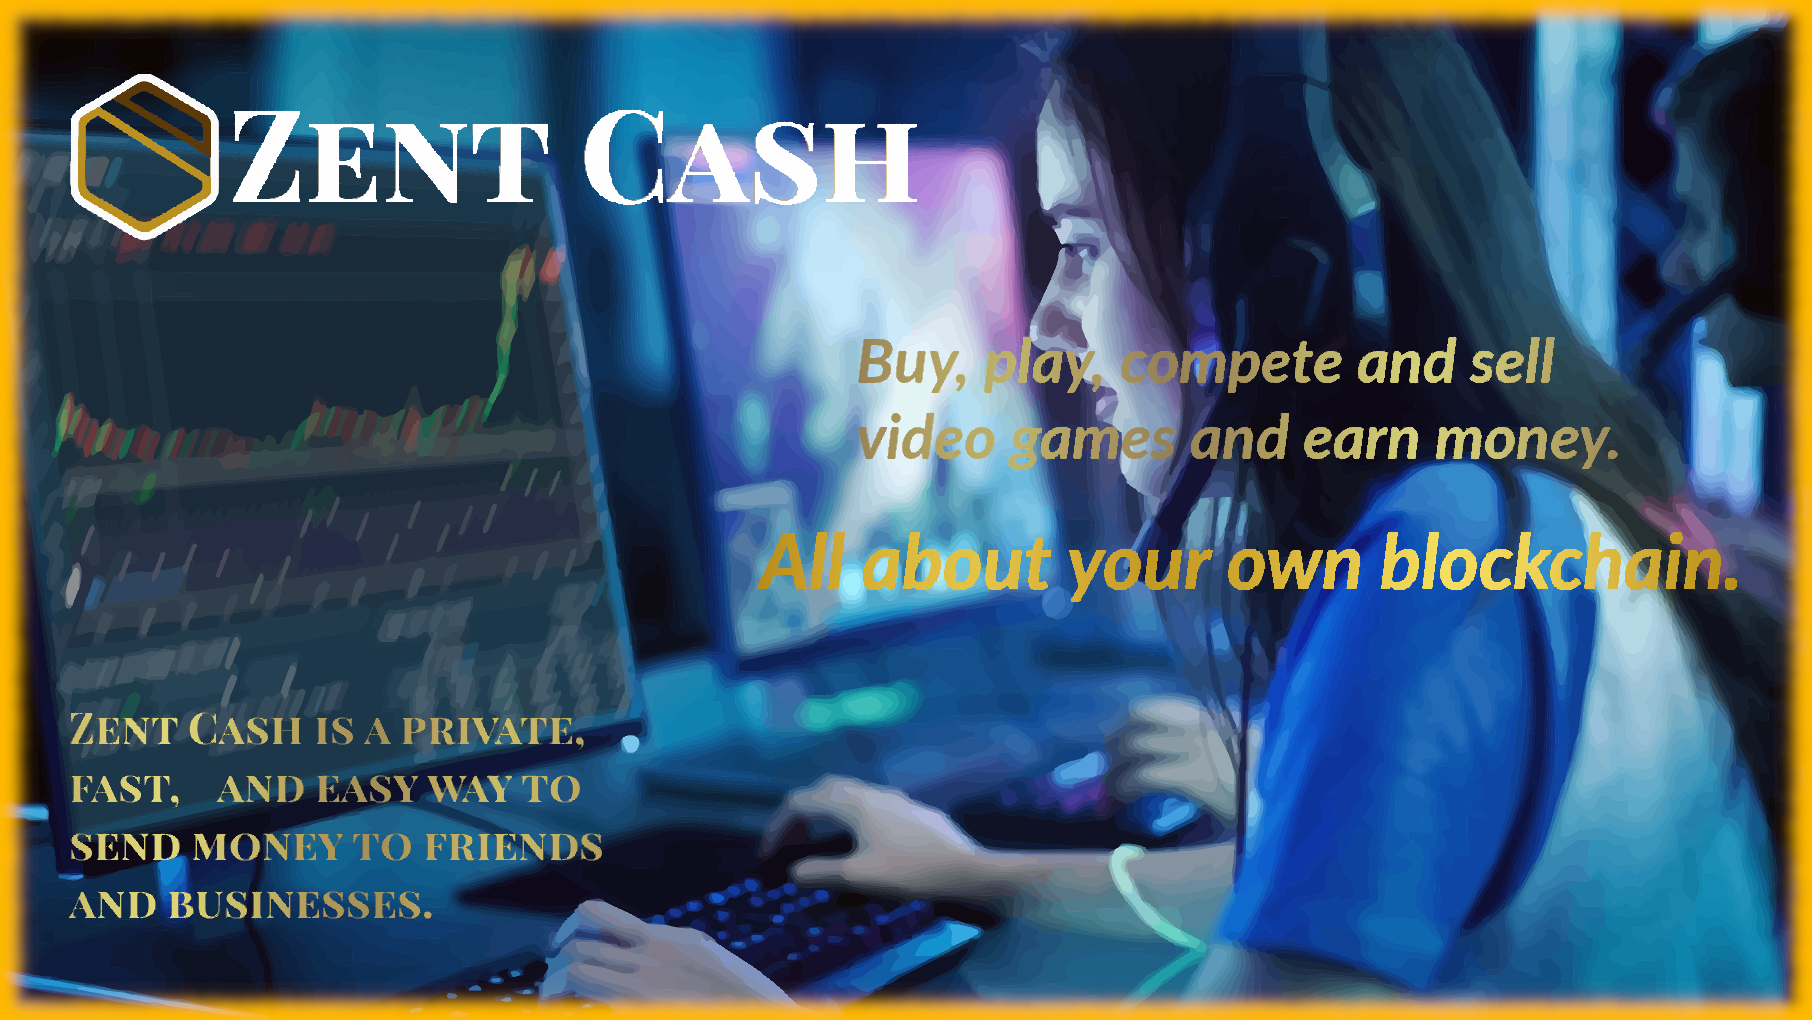 Zent Cash
Buy, play, compete and sell
video games and earn money.
All about your own blockchain.
Zent Cash is a private,
fast, and easy way to
send money to friends
and businesses.